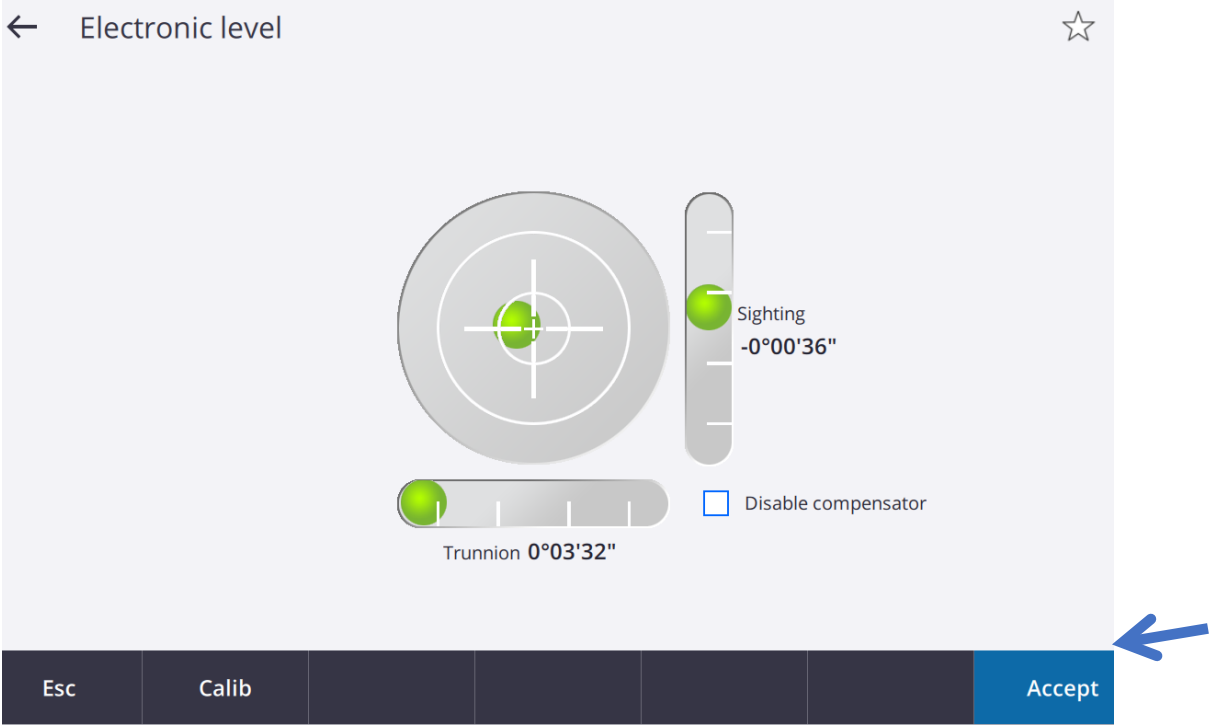 Electronic level
Sighting
-0°00'36"
Disable compensator
Trunnion 0°03'32"
Esc
Calib
Accept